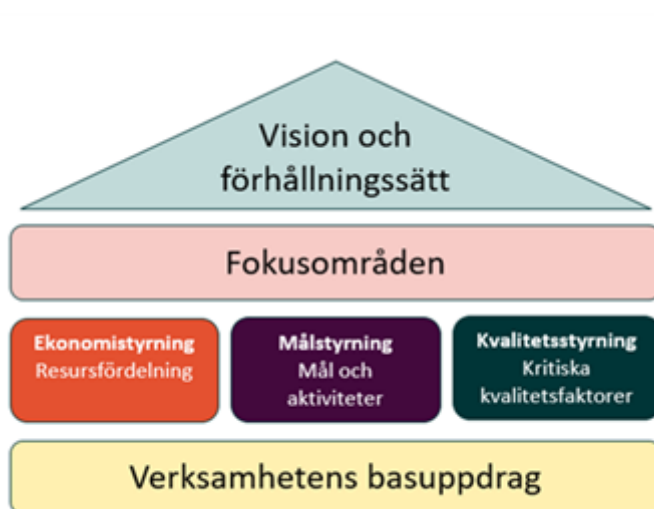 Vision och
förhållningssätt
Fokusområden
Ekonomistyrning
Resursfördelning
Målstyrning
Mål och
aktiviteter
Kvalitetsstyrning
Kritiska
kvalitetsfaktorer
Verksamhetens basuppdrag